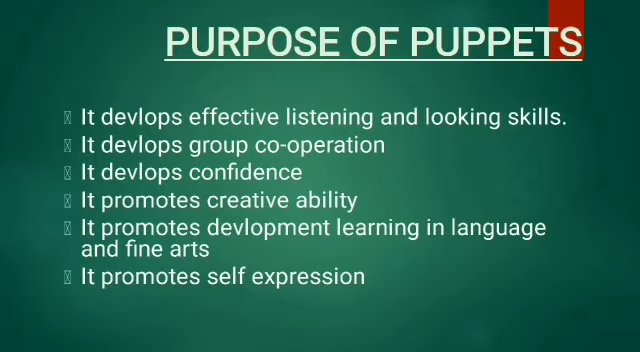 PURPOSE OF PUPPETS
It devlops effective listening and looking skills.
It devlops group co-operation
It devlops confidence
It promotes creative ability
It promotes devlopment learning in language
and fine arts
It promotes self expression